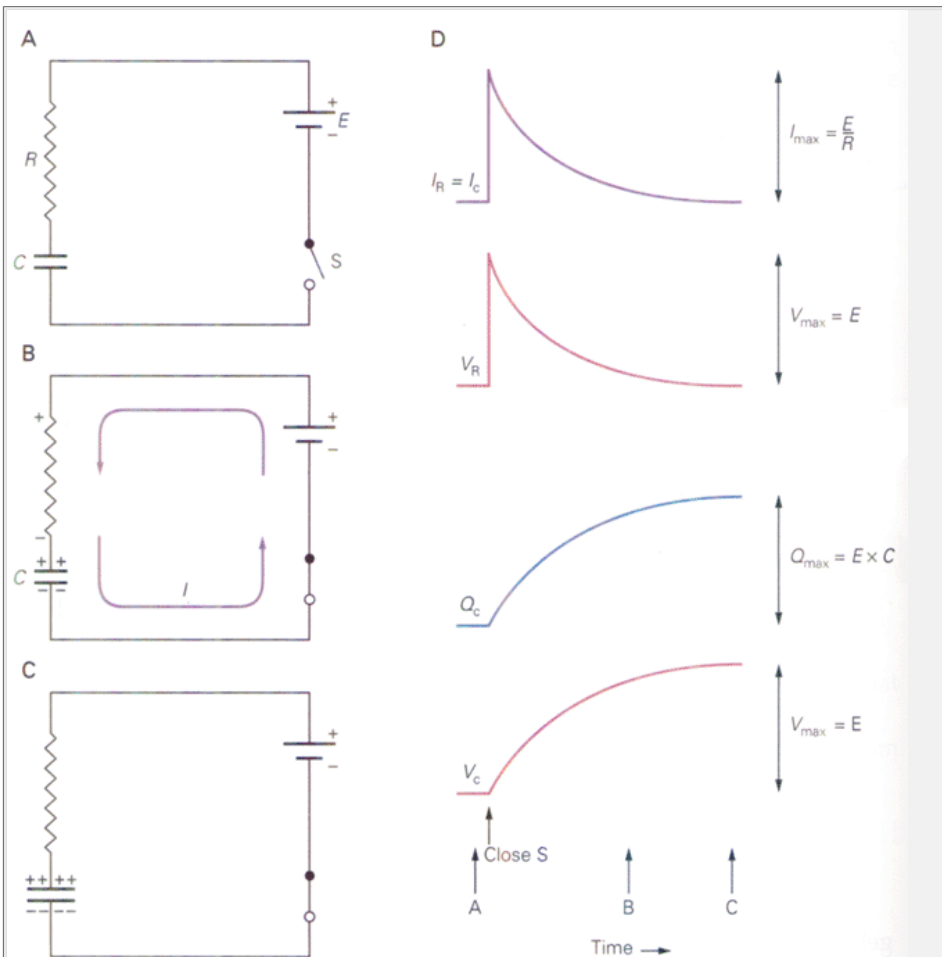 A
R
C
+
E
−
S
B
+
−
+ +
C
− −
I
+
−
C
++ ++
−− −−
+
−
D
I_R = I_c
I_max = E/R
V_R
V_max = E
Q_c
Q_max = E × C
V_c
V_max = E
Close S
A
B
C
Time →